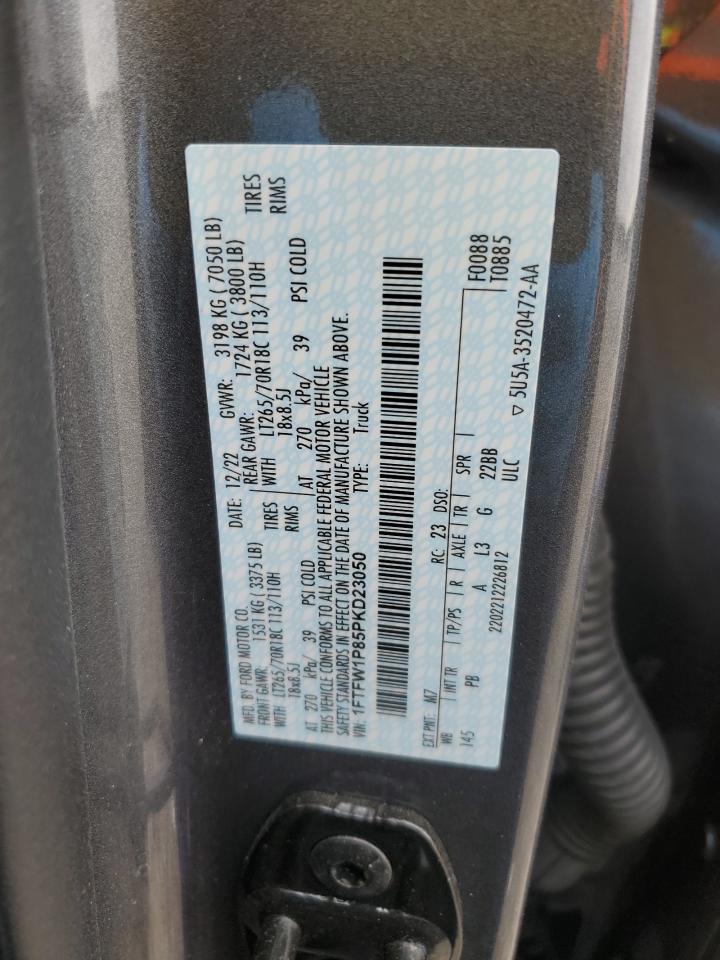 MFD. BY FORD MOTOR CO. DATE: 12/22 GVWR: 3198 KG ( 7050 LB)
FRONT GAWR: 1531 KG ( 3375 LB) REAR GAWR: 1724 KG ( 3800 LB)
WITH LT265/70R18C 113/110H TIRES WITH LT265/70R18C 113/110H TIRES
18x8.5J RIMS 18x8.5J RIMS
AT 270 kPa/ 39 PSI COLD AT 270 kPa/ 39 PSI COLD
THIS VEHICLE CONFORMS TO ALL APPLICABLE FEDERAL MOTOR VEHICLE
SAFETY STANDARDS IN EFFECT ON THE DATE OF MANUFACTURE SHOWN ABOVE.
VIN: 1FTFW1P85PKD23050 TYPE: Truck
EXT PNT: M7 RC: 23 DSO: F0088
WB INT TR TP/PS R AXLE TR SPR T0885
145 PB A L3 G 22BB
2202212226812 ULC ▽ 5U5A-3520472-AA